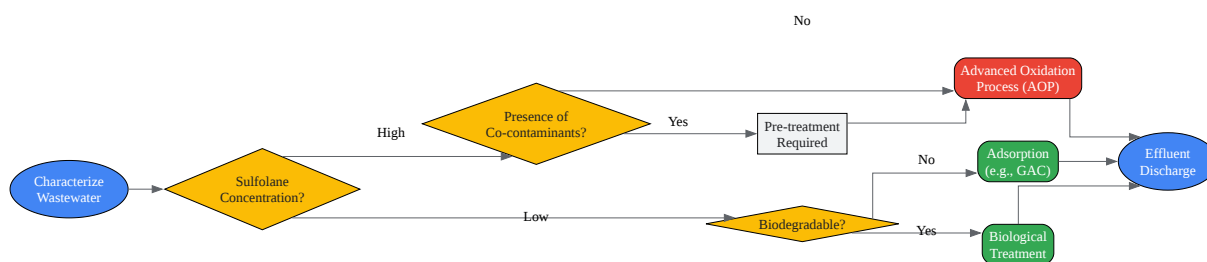 No
Advanced Oxidation
Process (AOP)
Presence of
Co-contaminants?
Yes
Pre-treatment
Required
High
Adsorption
(e.g., GAC)
No
Effluent
Discharge
Characterize
Wastewater
Sulfolane
Concentration?
Low
Biodegradable?
Yes
Biological
Treatment